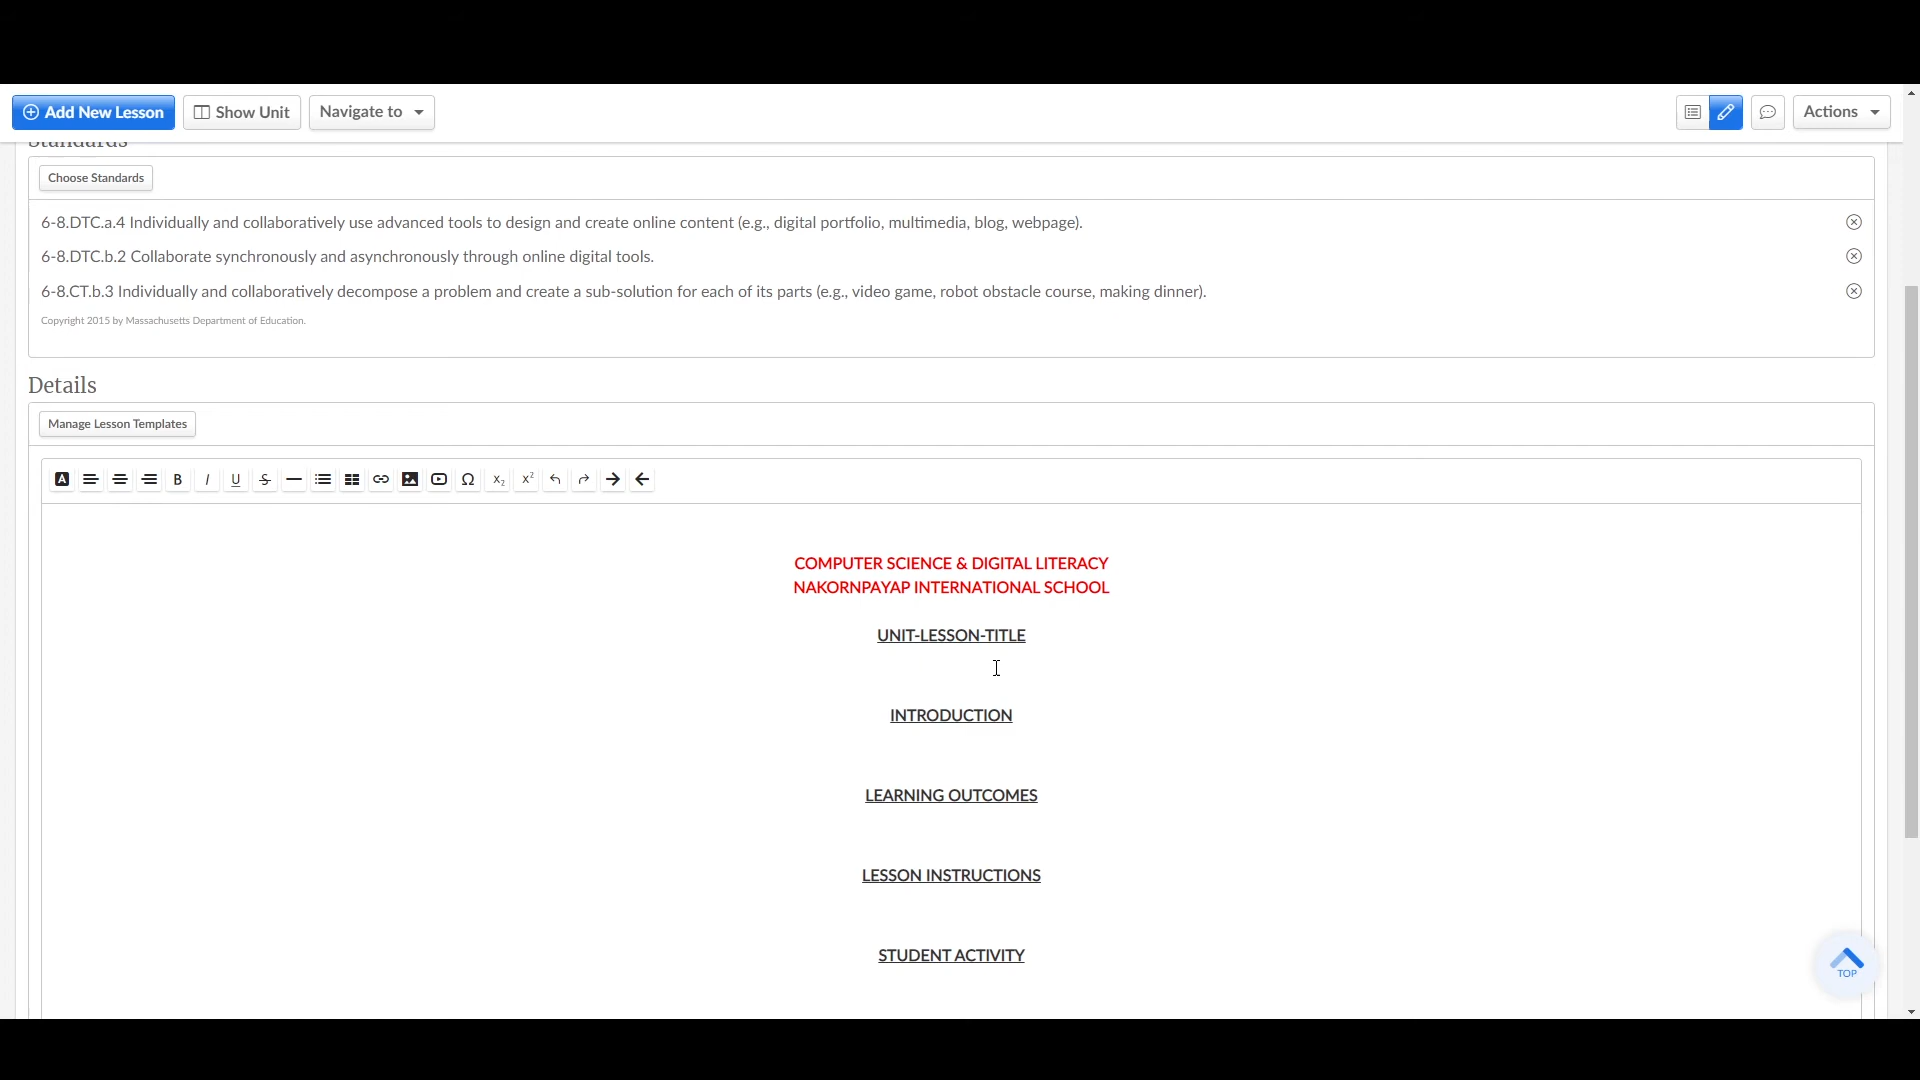 Add New Lesson
Show Unit
Navigate to
Actions
Standards
Choose Standards
6-8.DTC.a.4 Individually and collaboratively use advanced tools to design and create online content (e.g., digital portfolio, multimedia, blog, webpage).
6-8.DTC.b.2 Collaborate synchronously and asynchronously through online digital tools.
6-8.CT.b.3 Individually and collaboratively decompose a problem and create a sub-solution for each of its parts (e.g., video game, robot obstacle course, making dinner).
Copyright 2015 by Massachusetts Department of Education.
Details
Manage Lesson Templates
A B I U S Ω X₂ X²
COMPUTER SCIENCE & DIGITAL LITERACY
NAKORNPAYAP INTERNATIONAL SCHOOL
UNIT-LESSON-TITLE
INTRODUCTION
LEARNING OUTCOMES
LESSON INSTRUCTIONS
STUDENT ACTIVITY
TOP